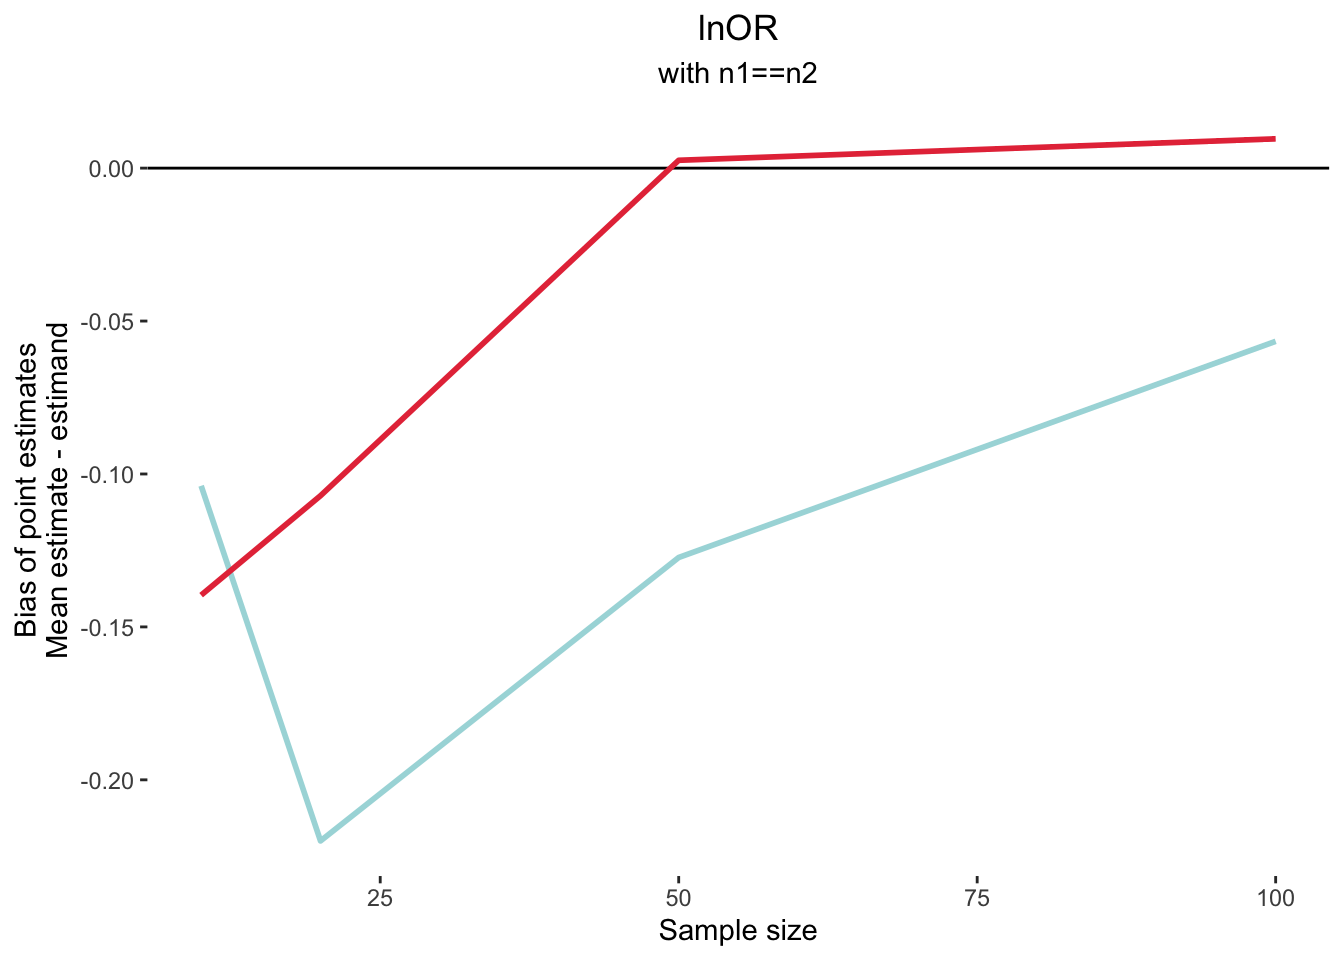 lnOR
with n1==n2
0.00
-0.05
-0.10
-0.15
-0.20
Bias of point estimates
Mean estimate - estimand
25
50
75
100
Sample size